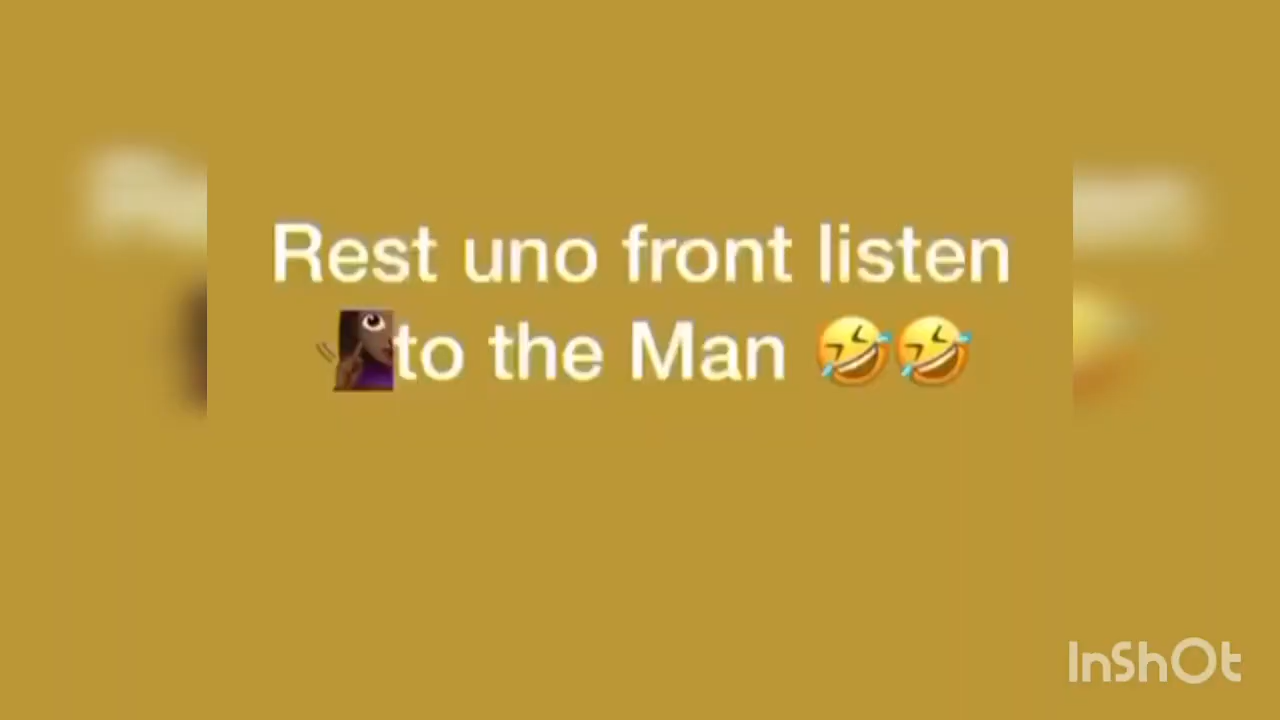 Rest uno front listen
to the Man 🤣🤣
InShOt